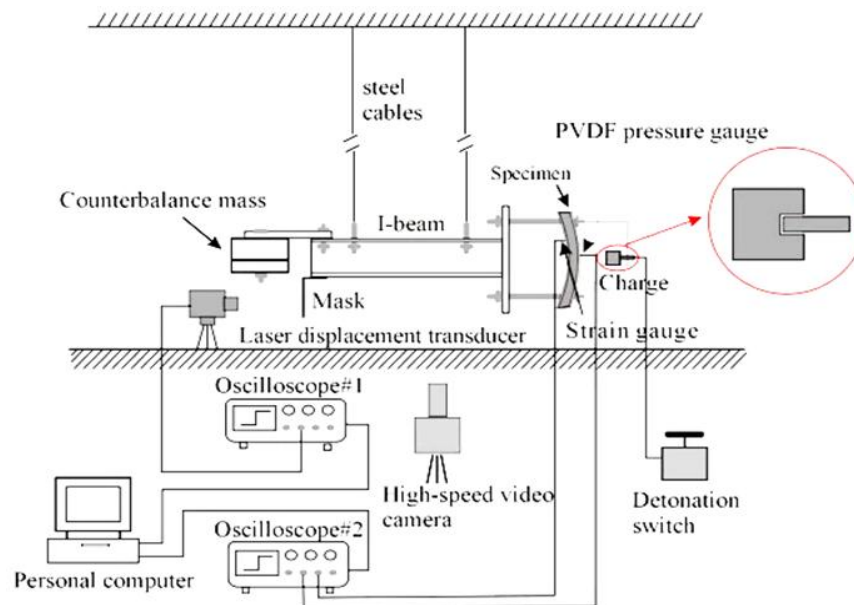 steel
cables
PVDF pressure gauge
Specimen
Counterbalance mass
I-beam
Mask
Charge
Laser displacement transducer
Strain gauge
Oscilloscope#1
High-speed video
camera
Detonation
switch
Oscilloscope#2
Personal computer